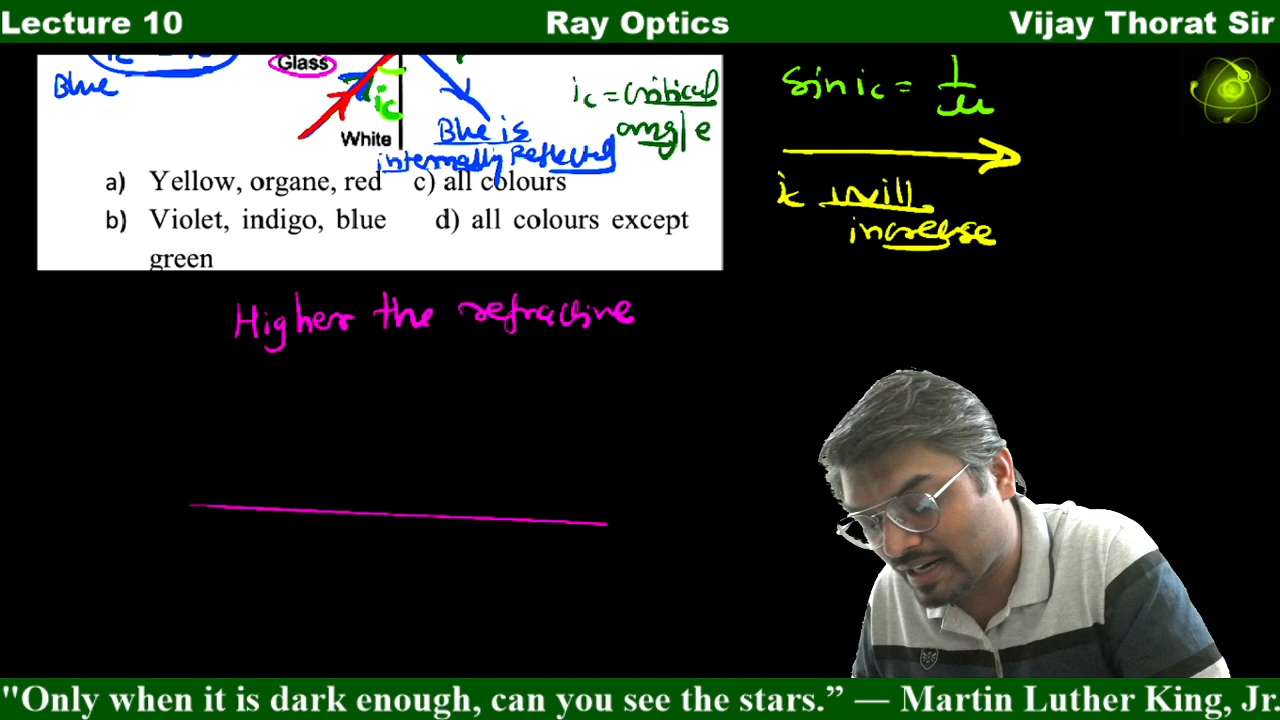 Lecture 10 Ray Optics Vijay Thorat Sir
Blue
Glass
ic
White
Blue is
internally Reflected
ic = critical
angle
a) Yellow, organe, red c) all colours
b) Violet, indigo, blue d) all colours except
green
sin ic = 1/μ
ic will
increase
Higher the refractive
"Only when it is dark enough, can you see the stars.” — Martin Luther King, Jr.